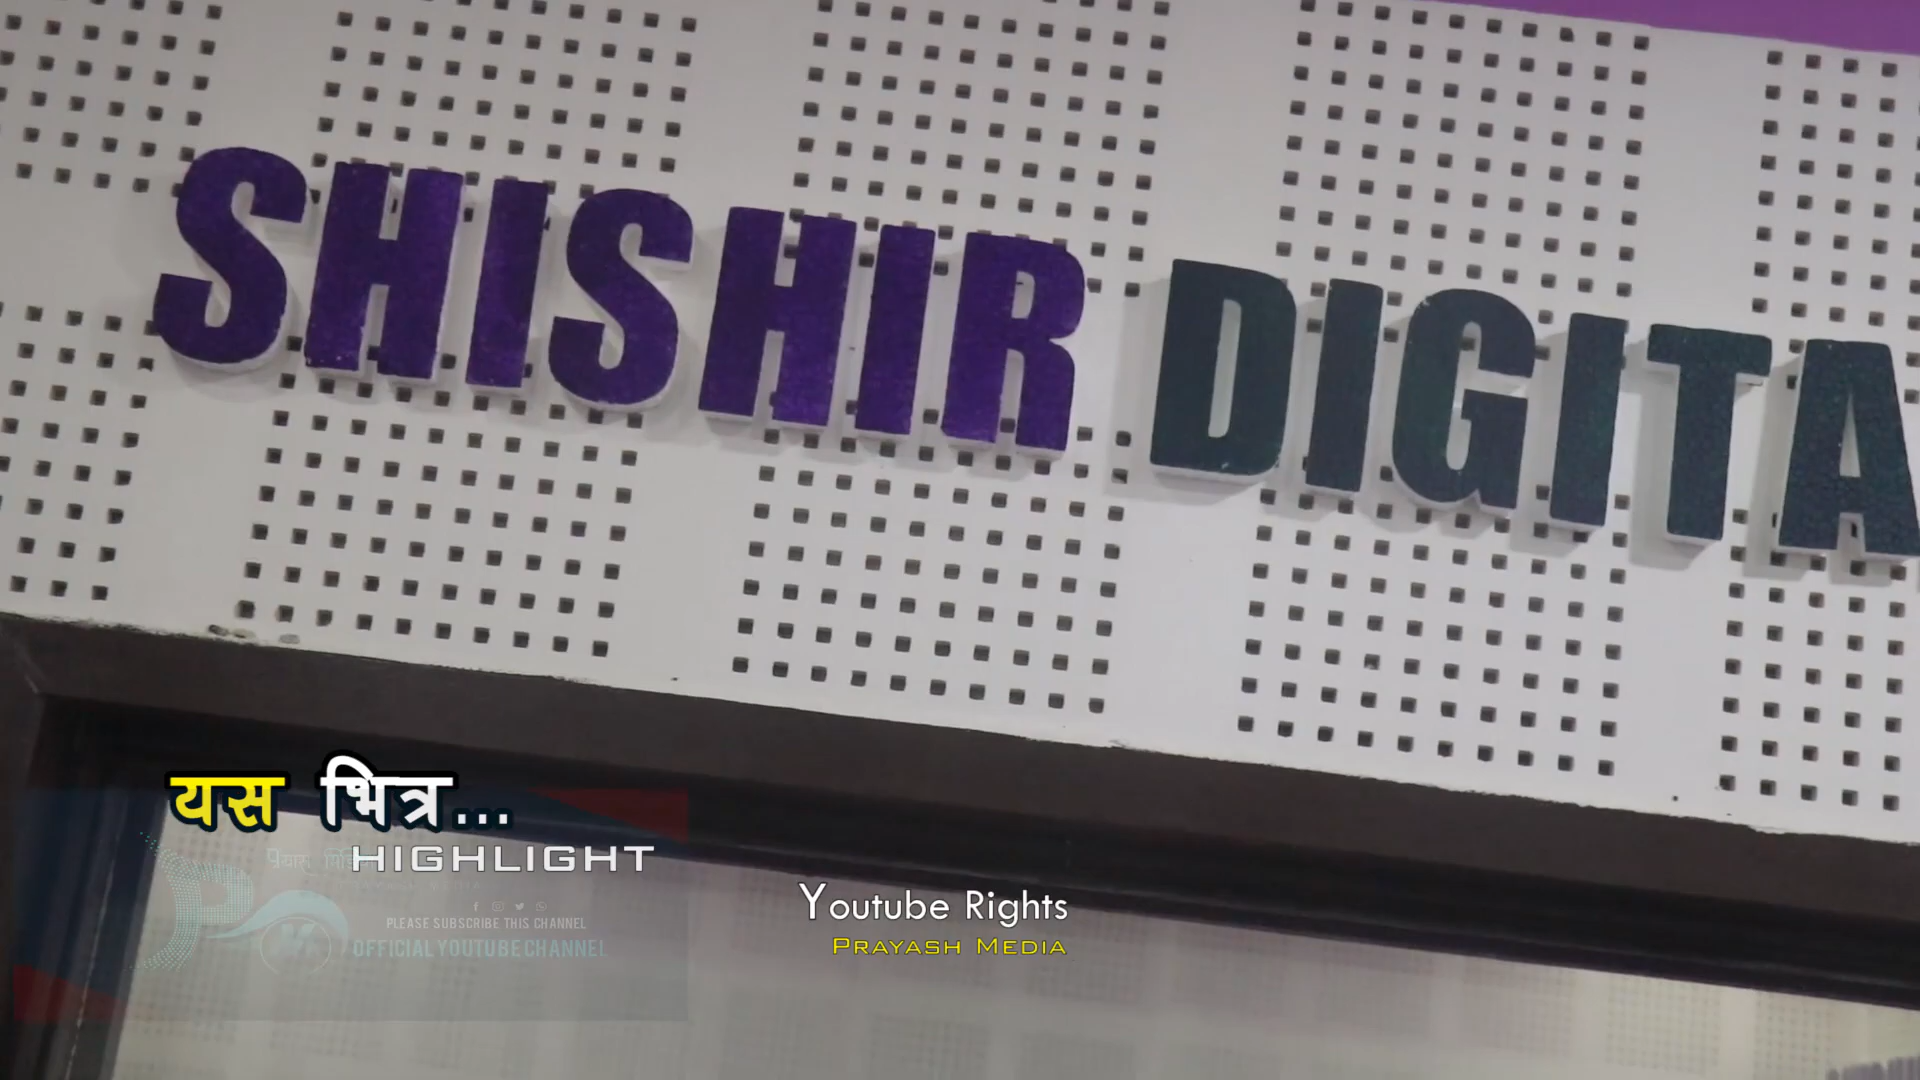 SHISHIR DIGITA
यस भित्र...
HIGHLIGHT
PLEASE SUBSCRIBE THIS CHANNEL
OFFICIAL YOUTUBE CHANNEL
Youtube Rights
PRAYASH MEDIA